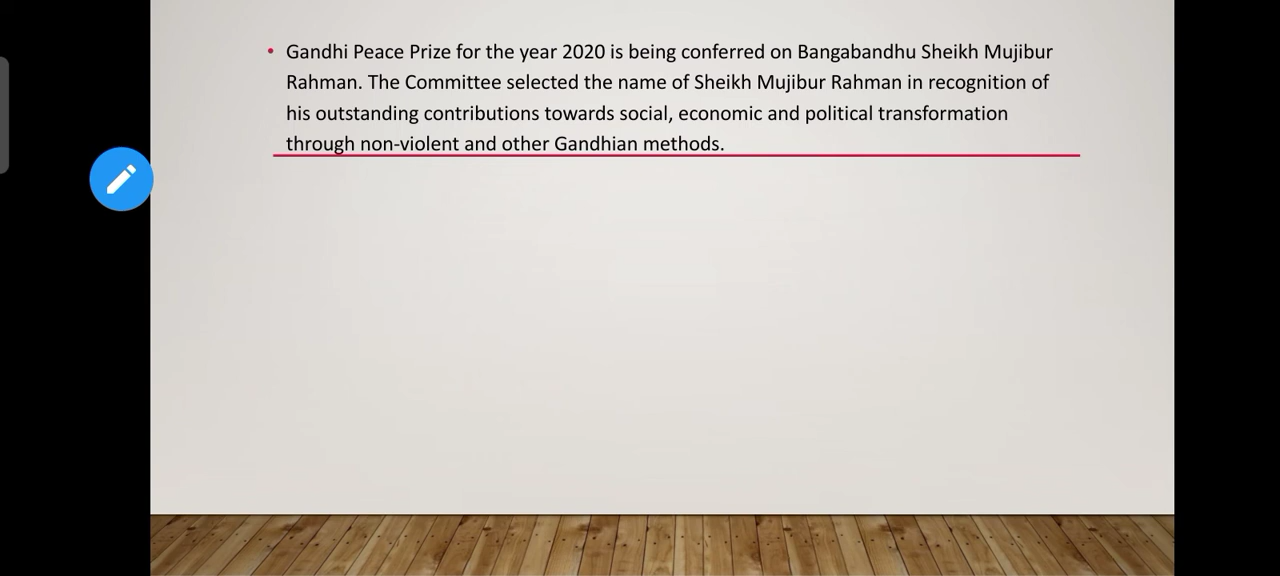 • Gandhi Peace Prize for the year 2020 is being conferred on Bangabandhu Sheikh Mujibur
Rahman. The Committee selected the name of Sheikh Mujibur Rahman in recognition of
his outstanding contributions towards social, economic and political transformation
through non-violent and other Gandhian methods.